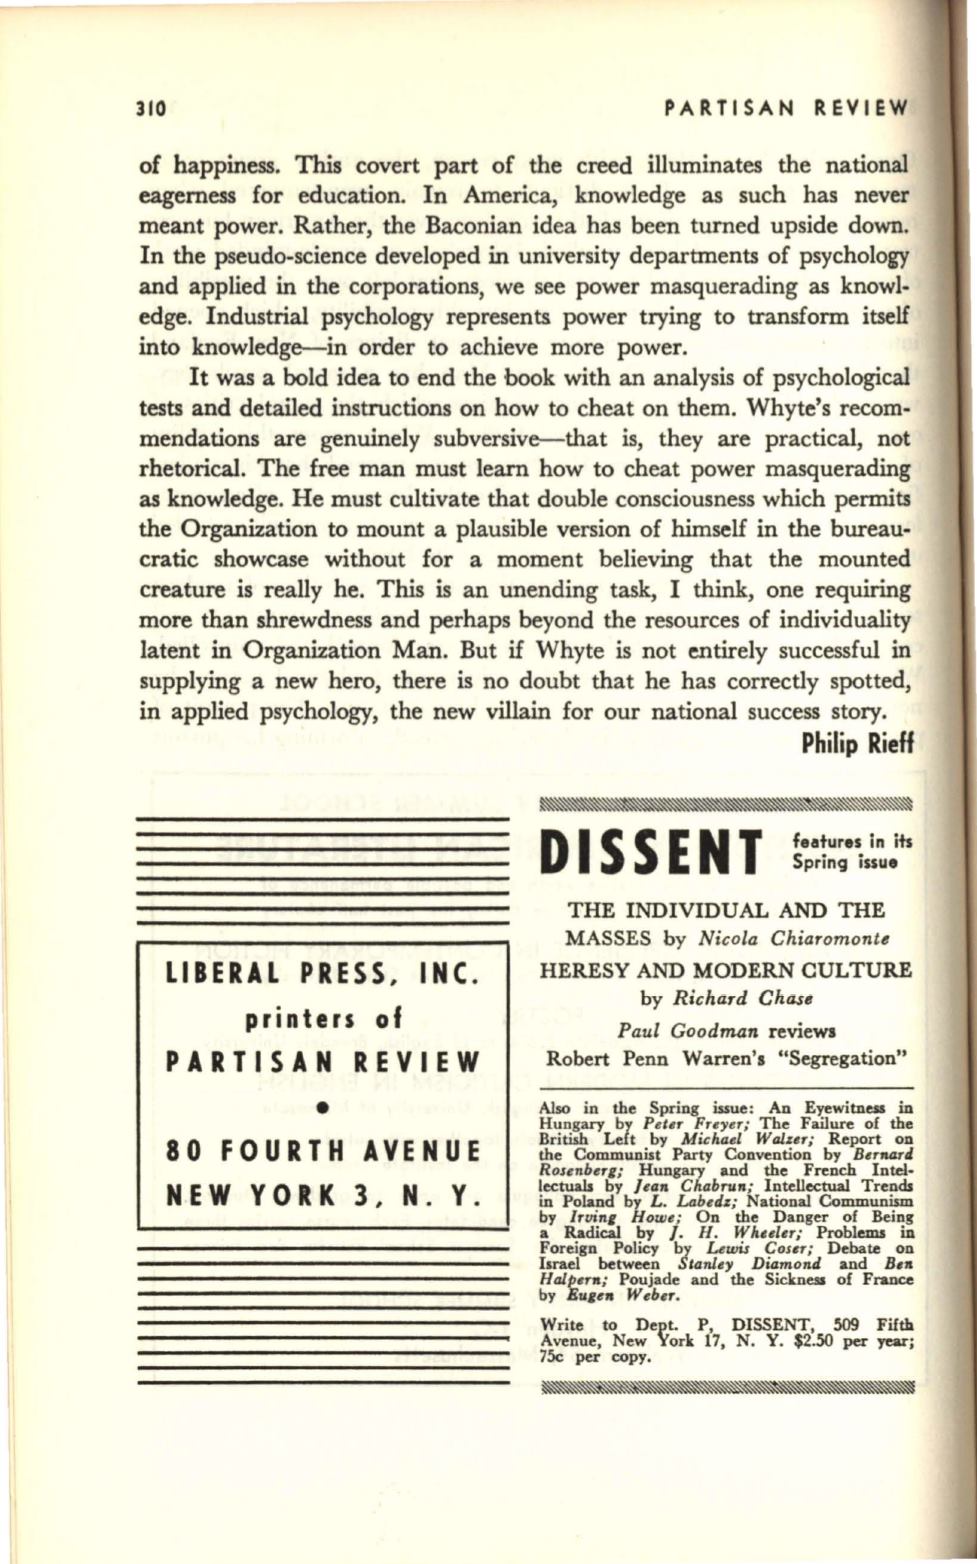 310
PARTISAN REVIEW
of happiness. This covert part of the creed illuminates the national
eagerness for education. In America, knowledge as such has never
meant power. Rather, the Baconian idea has been turned upside down.
In the pseudo-science developed in university departments of psychology
and applied in the corporations, we see power masquerading as knowl-
edge. Industrial psychology represents power trying to transform itself
into knowledge—in order to achieve more power.
It was a bold idea to end the book with an analysis of psychological
tests and detailed instructions on how to cheat on them. Whyte's recom-
mendations are genuinely subversive—that is, they are practical, not
rhetorical. The free man must learn how to cheat power masquerading
as knowledge. He must cultivate that double consciousness which permits
the Organization to mount a plausible version of himself in the bureau-
cratic showcase without for a moment believing that the mounted
creature is really he. This is an unending task, I think, one requiring
more than shrewdness and perhaps beyond the resources of individuality
latent in Organization Man. But if Whyte is not entirely successful in
supplying a new hero, there is no doubt that he has correctly spotted,
in applied psychology, the new villain for our national success story.
Philip Rieff
LIBERAL PRESS, INC.
printers of
PARTISAN REVIEW
•
80 FOURTH AVENUE
NEW YORK 3, N. Y.
DISSENT features in its
Spring issue
THE INDIVIDUAL AND THE
MASSES by Nicola Chiaromonte
HERESY AND MODERN CULTURE
by Richard Chase
Paul Goodman reviews
Robert Penn Warren's "Segregation"
Also in the Spring issue: An Eyewitness in
Hungary by Peter Freyer; The Failure of the
British Left by Michael Walzer; Report on
the Communist Party Convention by Bernard
Rosenberg; Hungary and the French Intel-
lectuals by Jean Chabrun; Intellectual Trends
in Poland by L. Labedz; National Communism
by Irving Howe; On the Danger of Being
a Radical by J. H. Wheeler; Problems in
Foreign Policy by Lewis Coser; Debate on
Israel between Stanley Diamond and Ben
Halpern; Poujade and the Sickness of France
by Eugen Weber.
Write to Dept. P, DISSENT, 509 Fifth
Avenue, New York 17, N. Y. $2.50 per year;
75c per copy.